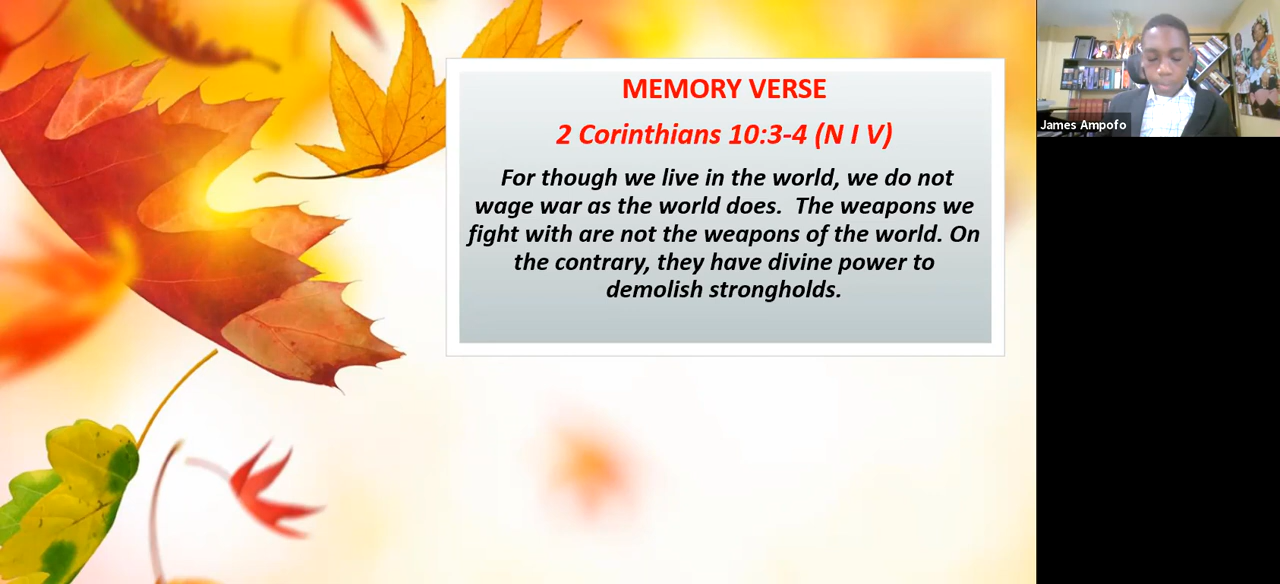 MEMORY VERSE
2 Corinthians 10:3-4 (N I V)
For though we live in the world, we do not
wage war as the world does.  The weapons we
fight with are not the weapons of the world. On
the contrary, they have divine power to
demolish strongholds.
James Ampofo